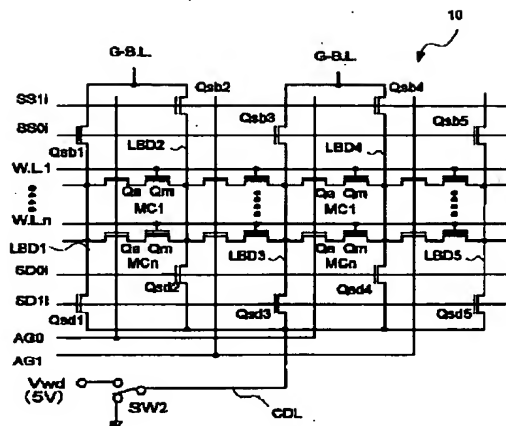 10
G-B.L. G-B.L.
Qsb2 Qsb4
SS1i
SS0i
Qsb1 LBD2 Qsb3 LBD4 Qsb5
W.L.1
Qa Qm Qa Qm
MC1 MC1
W.L.n
Qa Qm Qa Qm
LBD1 MCn LBD3 MCn LBD5
SD0i
Qsd2 Qsd4
SD1i
Qsd1 Qsd3 Qsd5
AG0
AG1
Vwd
(5V)
SW2 CDL